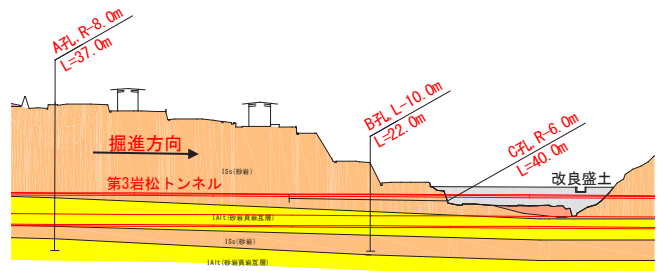 A孔,R-8.0m
L=37.0m
B孔,L-10.0m
L=22.0m
C孔,R-6.0m
L=40.0m
掘進方向
改良盛土
ISs(砂岩)
第3岩松トンネル
IAlt(砂岩頁岩互層)
ISs(砂岩)
IAlt(砂岩頁岩互層)